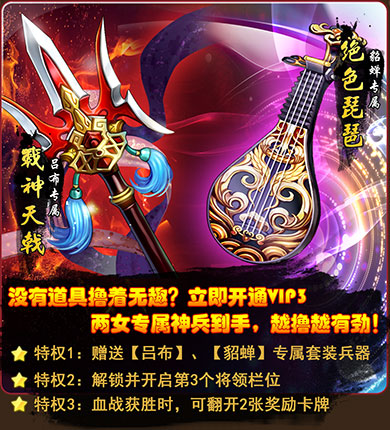 绝色琵琶
貂蝉专属
戮神天戟
吕布专属
没有道具撸着无趣？立即开通VIP3
两女专属神兵到手，越撸越有劲！
特权1：赠送【吕布】、【貂蝉】专属套装兵器
特权2：解锁并开启第3个将领栏位
特权3：血战获胜时，可翻开2张奖励卡牌